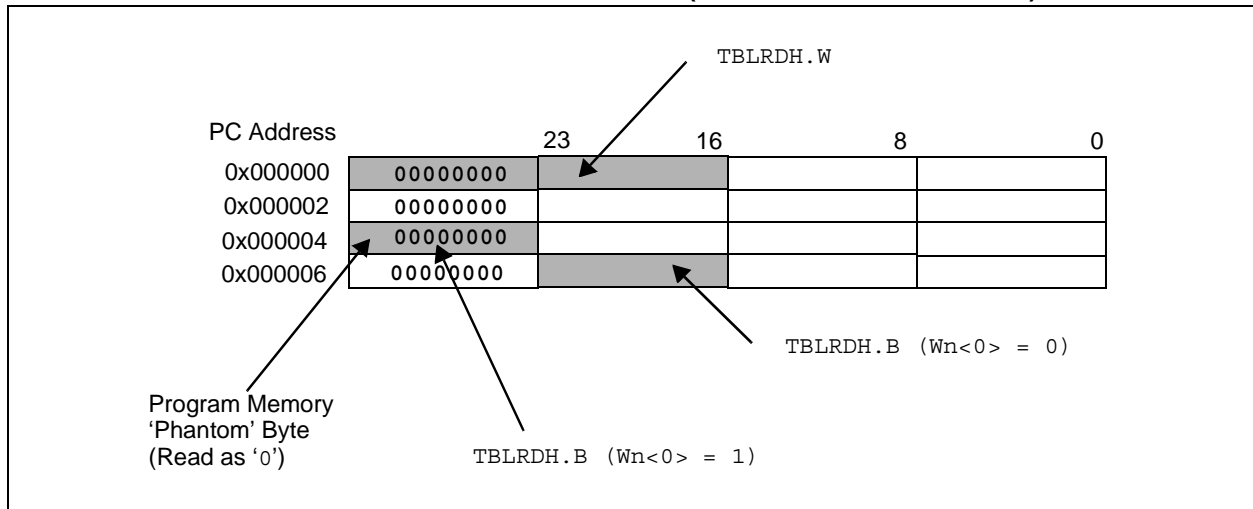 TBLRDH.W
PC Address
23 16 8 0
0x000000 00000000
0x000002 00000000
0x000004 00000000
0x000006 00000000
TBLRDH.B (Wn<0> = 0)
Program Memory
‘Phantom’ Byte
(Read as ‘0’)
TBLRDH.B (Wn<0> = 1)